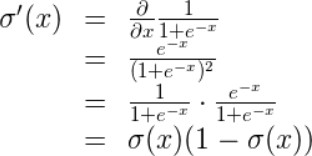 σ′(x) = ∂/∂x 1/(1+e^{−x})
= e^{−x}/(1+e^{−x})²
= 1/(1+e^{−x}) · e^{−x}/(1+e^{−x})
= σ(x)(1 − σ(x))